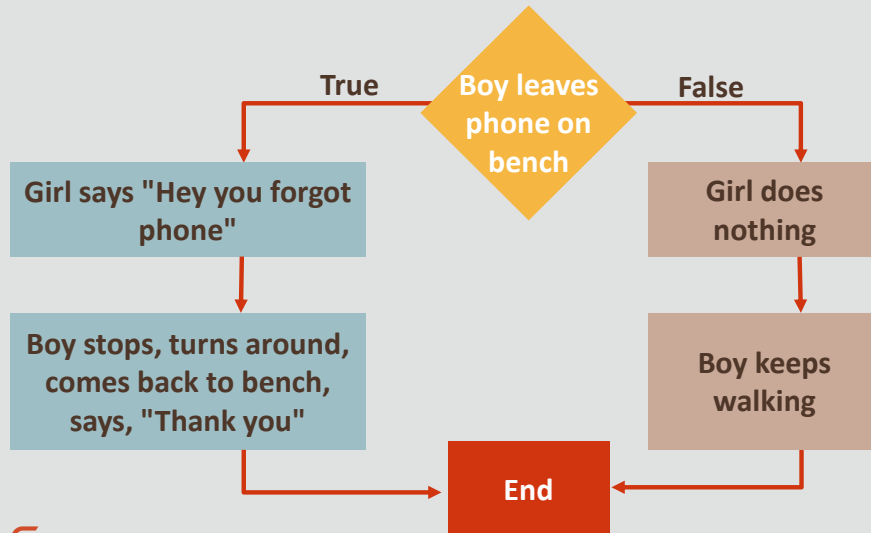 True
Boy leaves
phone on
bench
False
Girl says "Hey you forgot
phone"
Girl does
nothing
Boy stops, turns around,
comes back to bench,
says, "Thank you"
Boy keeps
walking
End